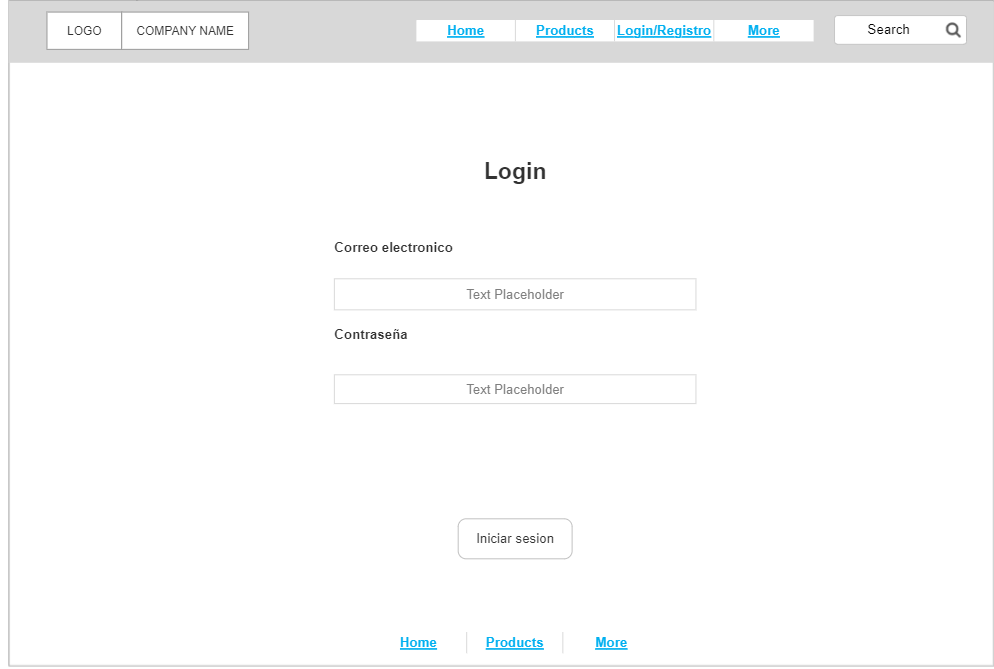 LOGO COMPANY NAME Home Products Login/Registro More Search
Login
Correo electronico
Text Placeholder
Contraseña
Text Placeholder
Iniciar sesion
Home Products More